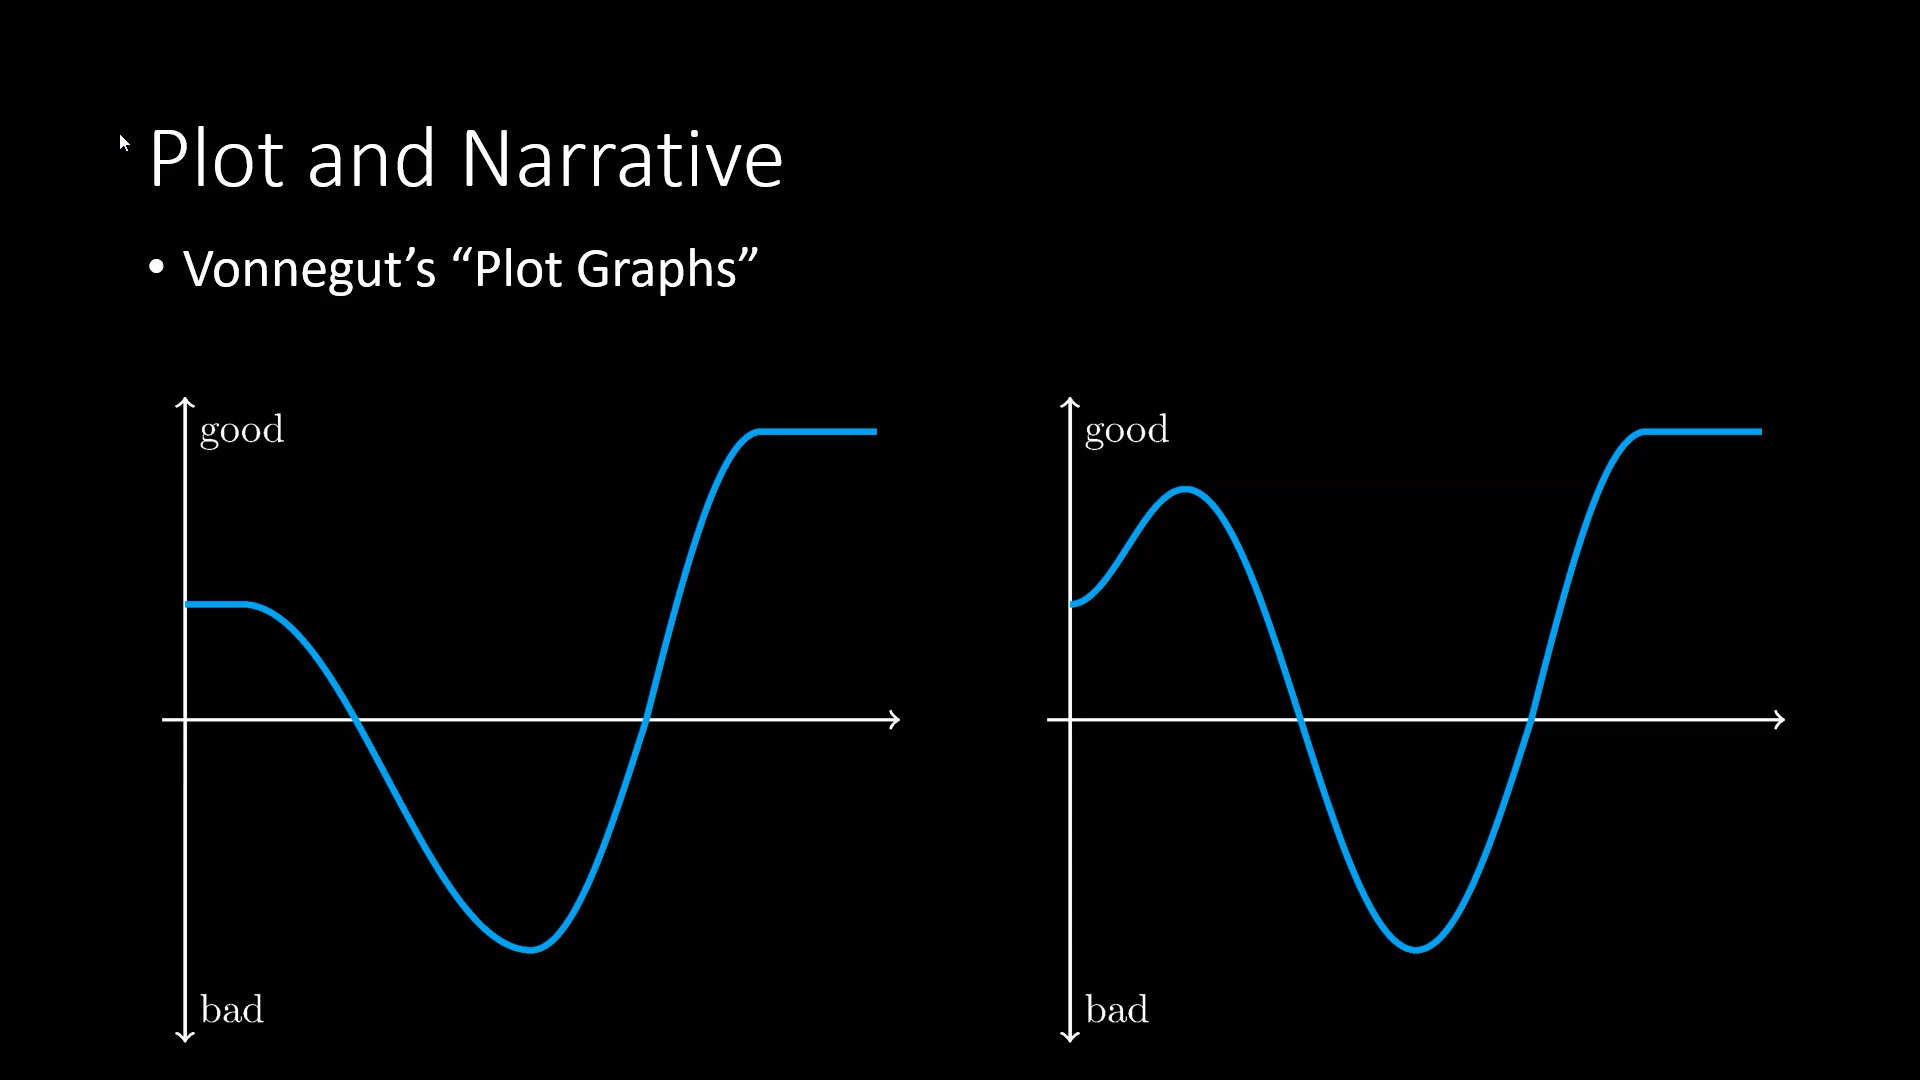 Plot and Narrative
• Vonnegut’s “Plot Graphs”
good
good
bad
bad